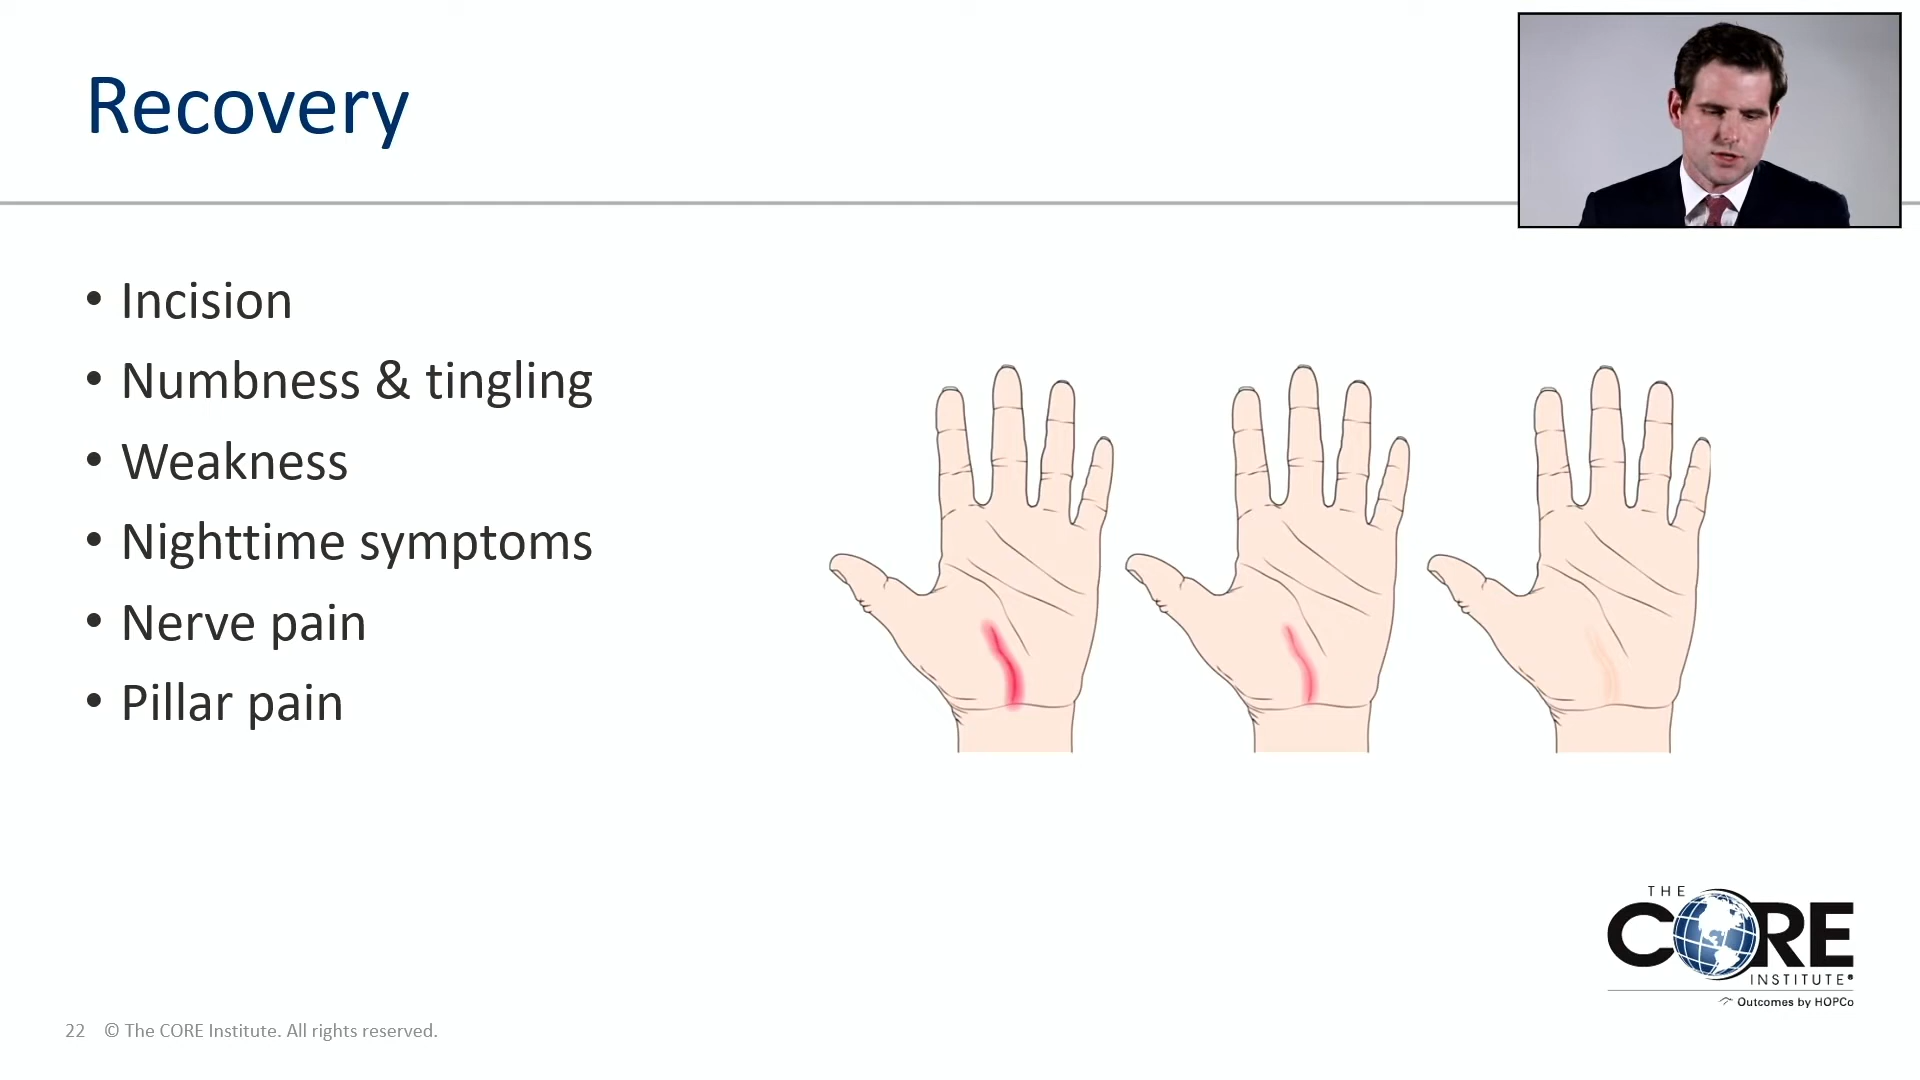 Recovery
• Incision
• Numbness & tingling
• Weakness
• Nighttime symptoms
• Nerve pain
• Pillar pain
THE
CORE
INSTITUTE®
Outcomes by HOPCo
22 © The CORE Institute. All rights reserved.